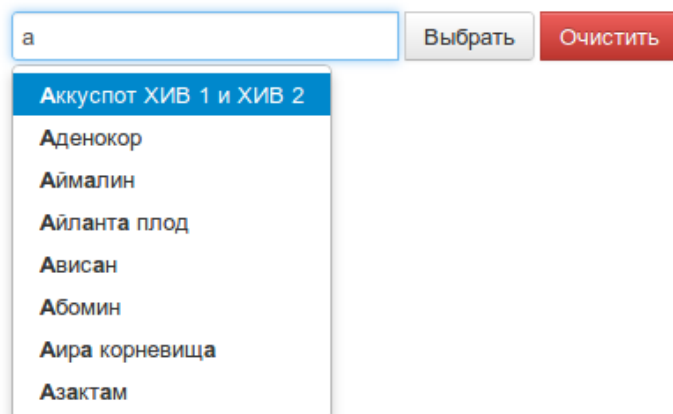 а Выбрать Очистить
Аккуспот ХИВ 1 и ХИВ 2
Аденокор
Аймалин
Айланта плод
Ависан
Абомин
Аира корневища
Азактам